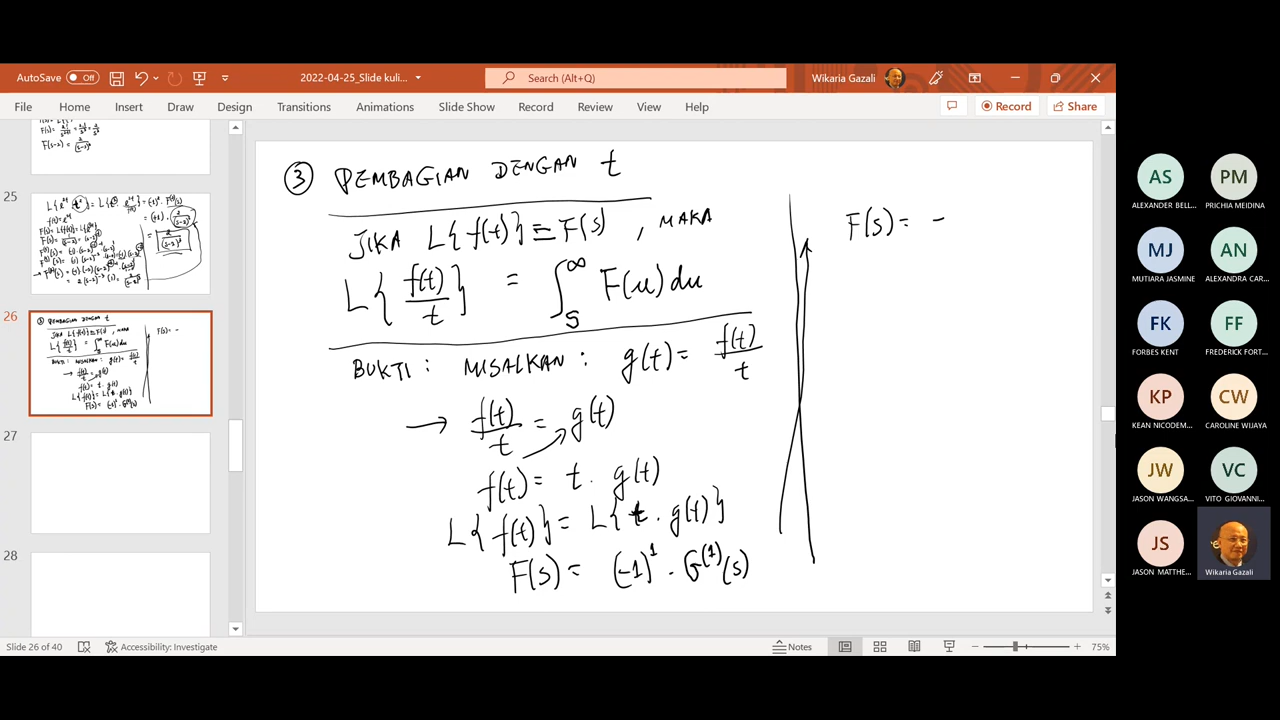 AutoSave Off 2022-04-25_Slide kuli... Search (Alt+Q) Wikaria Gazali
File Home Insert Draw Design Transitions Animations Slide Show Record Review View Help Record Share
25
26
27
28
③ PEMBAGIAN DENGAN t
JIKA L{f(t)} = F(s), MAKA
L{f(t)/t} = ∫_s^∞ F(u) du
BUKTI : MISALKAN : g(t) = f(t)/t
→ f(t)/t = g(t)
f(t) = t . g(t)
L{f(t)} = L{t . g(t)}
F(s) = (-1)^1 . G^(1)(s)
F(s) = -
AS
ALEXANDER BELL...
PM
PRICHIA MEIDINA
MJ
MUTIARA JASMINE
AN
ALEXANDRA CAR...
FK
FORBES KENT
FF
FREDERICK FORT...
KP
KEAN NICODEM...
CW
CAROLINE WIJAYA
JW
JASON WANGSA...
VC
VITO GIOVANNI...
JS
JASON MATTHE...
Wikaria Gazali
Slide 26 of 40 Accessibility: Investigate Notes 75%